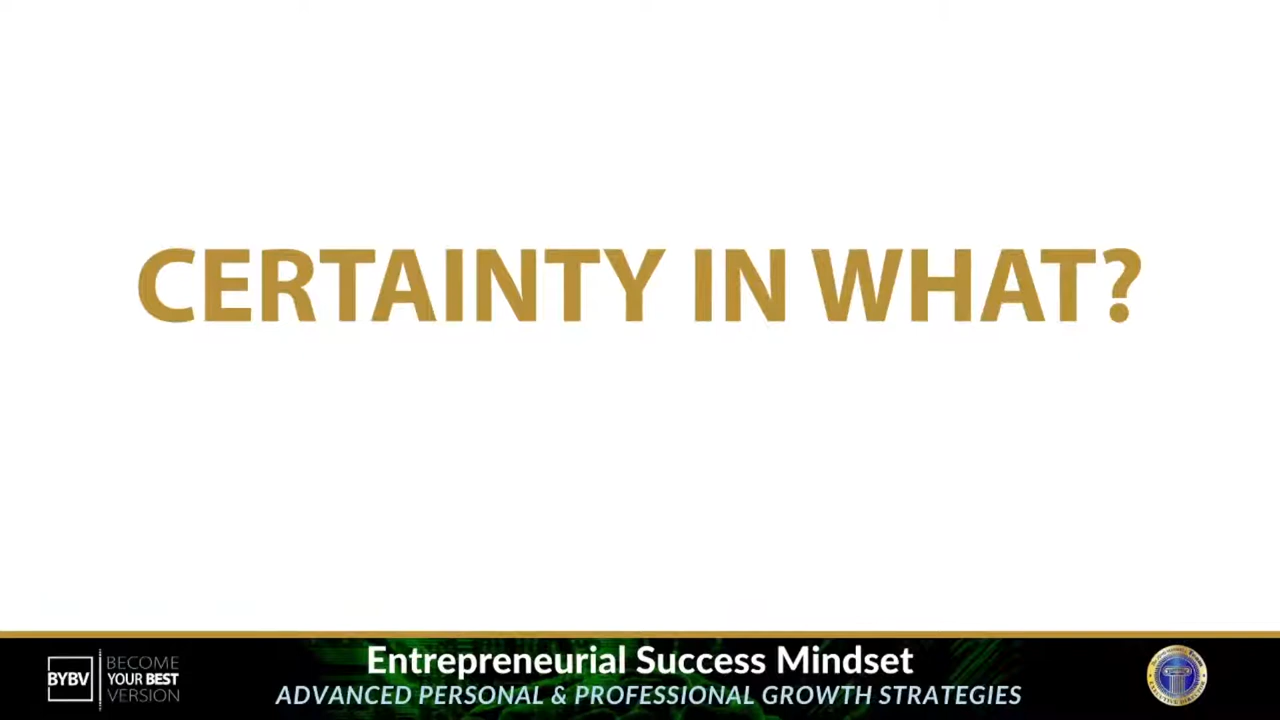 CERTAINTY IN WHAT?
Entrepreneurial Success Mindset
ADVANCED PERSONAL & PROFESSIONAL GROWTH STRATEGIES
BYBV
BECOME
YOUR BEST
VERSION